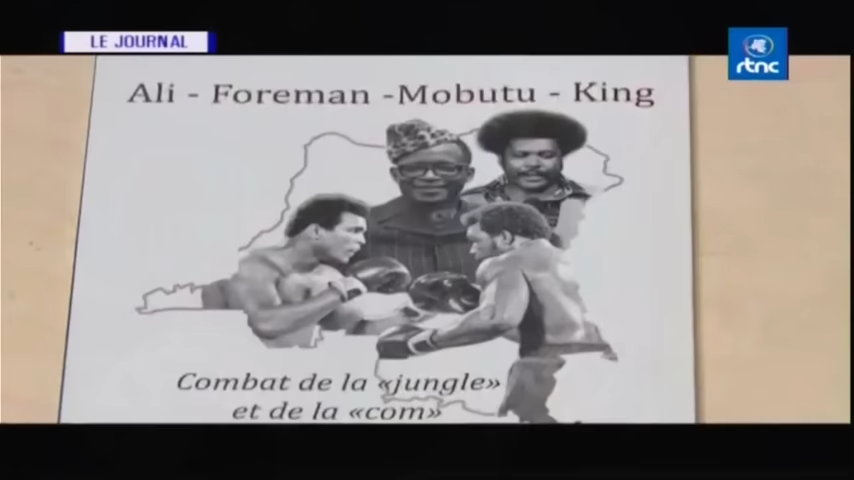 LE JOURNAL
rtnc
Ali - Foreman -Mobutu - King
Combat de la «jungle»
et de la «com»